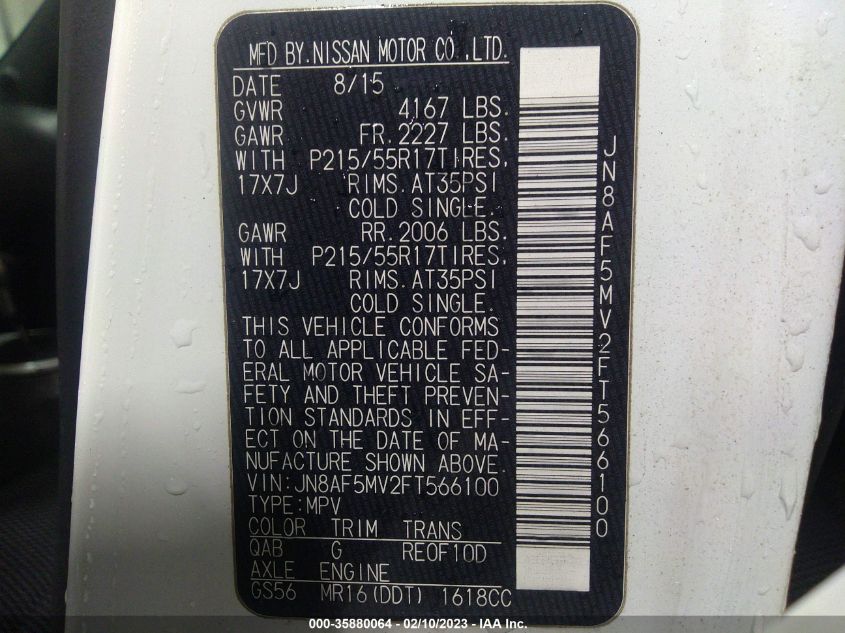 MFD BY.NISSAN MOTOR CO.,LTD.
DATE 8/15
GVWR 4167 LBS.
GAWR FR.2227 LBS.
WITH P215/55R17TIRES,
17X7J RIMS.AT35PSI
COLD SINGLE.
GAWR RR.2006 LBS.
WITH P215/55R17TIRES,
17X7J RIMS.AT35PSI
COLD SINGLE.
THIS VEHICLE CONFORMS
TO ALL APPLICABLE FED-
ERAL MOTOR VEHICLE SA-
FETY AND THEFT PREVEN-
TION STANDARDS IN EFF-
ECT ON THE DATE OF MA-
NUFACTURE SHOWN ABOVE.
VIN:JN8AF5MV2FT566100
TYPE:MPV
COLOR TRIM TRANS
QAB G RE0F10D
AXLE ENGINE
GS56 MR16(DDT) 1618CC
JN8AF5MV2FT566100
000-35880064 - 02/10/2023 - IAA Inc.